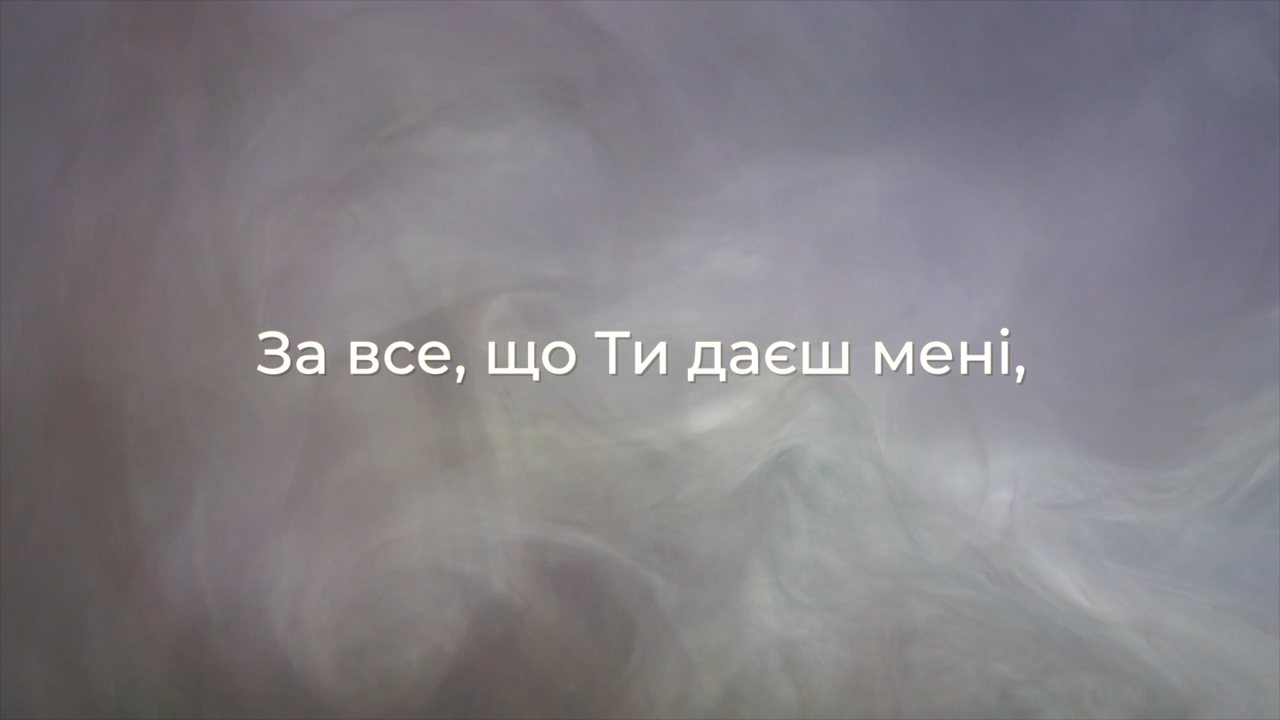 За все, що Ти даєш мені,